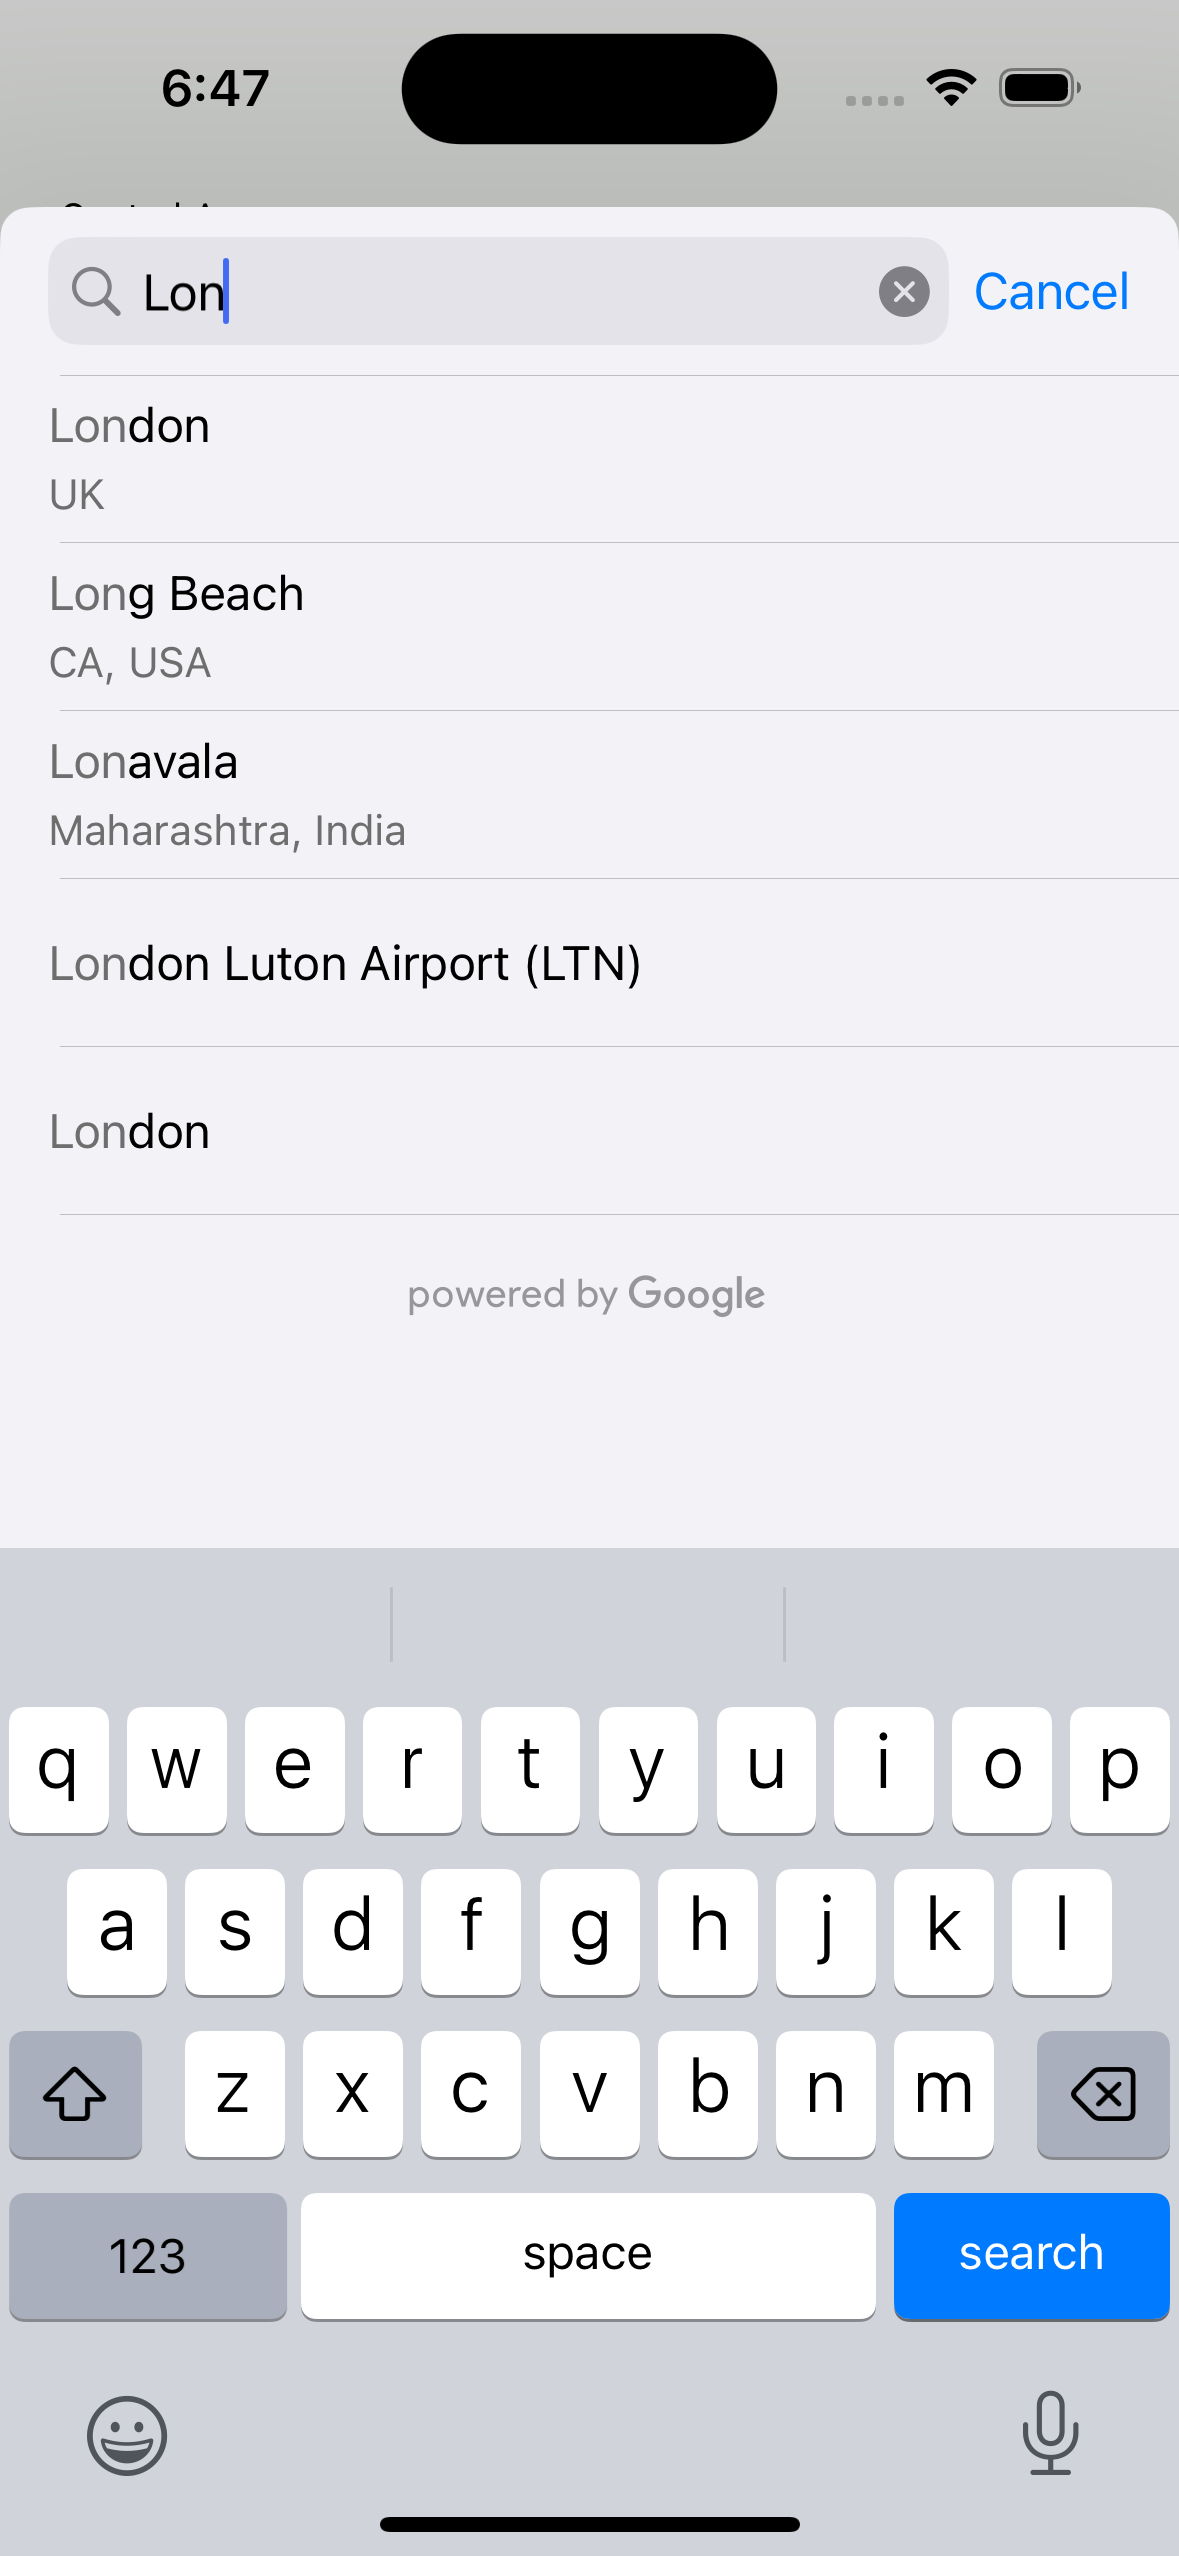 6:47
Lon
Cancel
London
UK
Long Beach
CA, USA
Lonavala
Maharashtra, India
London Luton Airport (LTN)
London
powered by Google
q w e r t y u i o p
a s d f g h j k l
z x c v b n m
123 space search